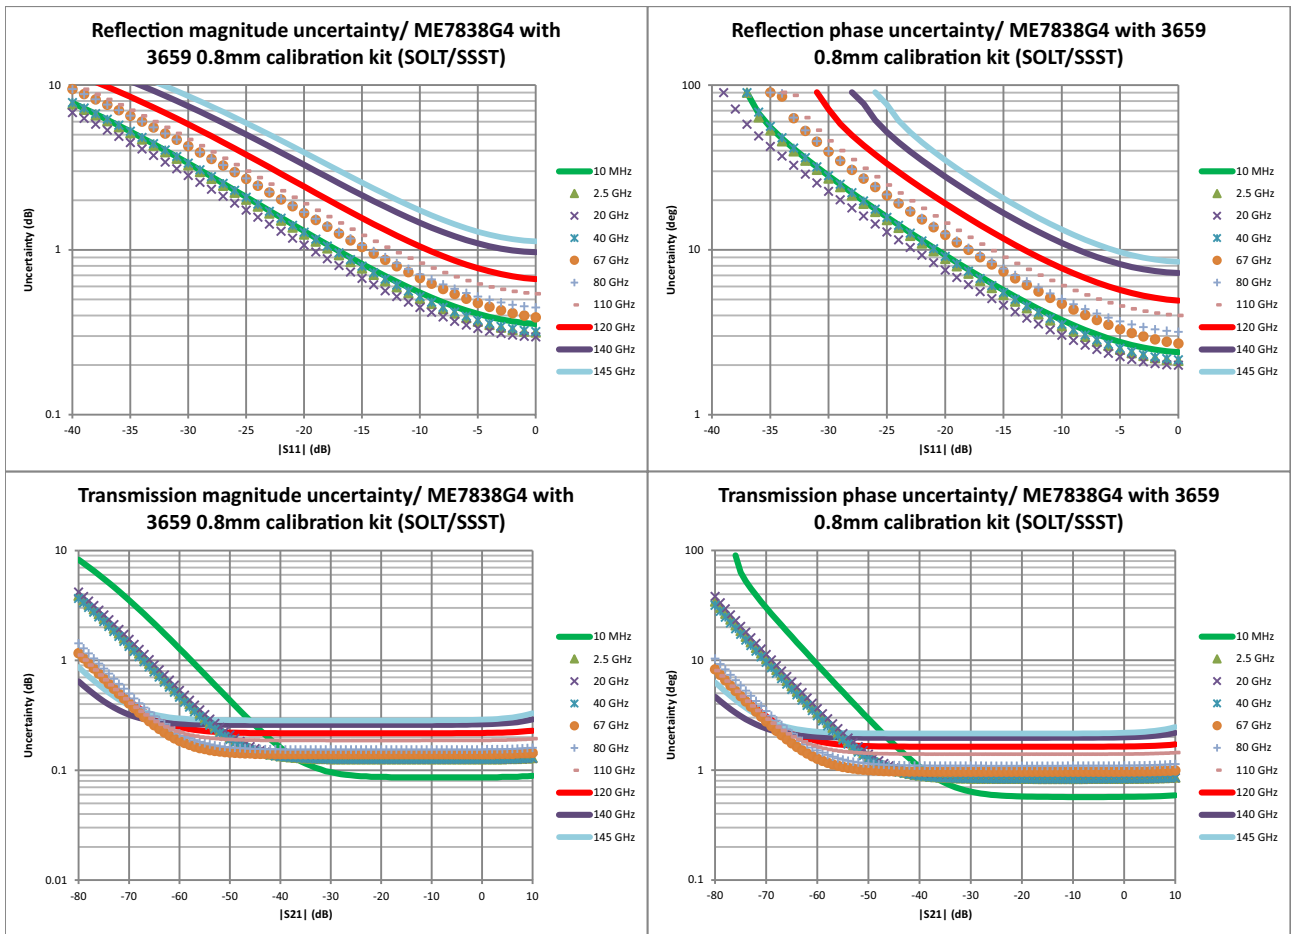 Reflection magnitude uncertainty/ ME7838G4 with
3659 0.8mm calibration kit (SOLT/SSST)
10
1
0.1
Uncertainty (dB)
-40 -35 -30 -25 -20 -15 -10 -5 0
|S11| (dB)
10 MHz
2.5 GHz
20 GHz
40 GHz
67 GHz
80 GHz
110 GHz
120 GHz
140 GHz
145 GHz
Reflection phase uncertainty/ ME7838G4 with 3659
0.8mm calibration kit (SOLT/SSST)
100
10
1
Uncertainty (deg)
-40 -35 -30 -25 -20 -15 -10 -5 0
|S11| (dB)
10 MHz
2.5 GHz
20 GHz
40 GHz
67 GHz
80 GHz
110 GHz
120 GHz
140 GHz
145 GHz
Transmission magnitude uncertainty/ ME7838G4 with
3659 0.8mm calibration kit (SOLT/SSST)
10
1
0.1
0.01
Uncertainty (dB)
-80 -70 -60 -50 -40 -30 -20 -10 0 10
|S21| (dB)
10 MHz
2.5 GHz
20 GHz
40 GHz
67 GHz
80 GHz
110 GHz
120 GHz
140 GHz
145 GHz
Transmission phase uncertainty/ ME7838G4 with 3659
0.8mm calibration kit (SOLT/SSST)
100
10
1
0.1
Uncertainty (deg)
-80 -70 -60 -50 -40 -30 -20 -10 0 10
|S21| (dB)
10 MHz
2.5 GHz
20 GHz
40 GHz
67 GHz
80 GHz
110 GHz
120 GHz
140 GHz
145 GHz